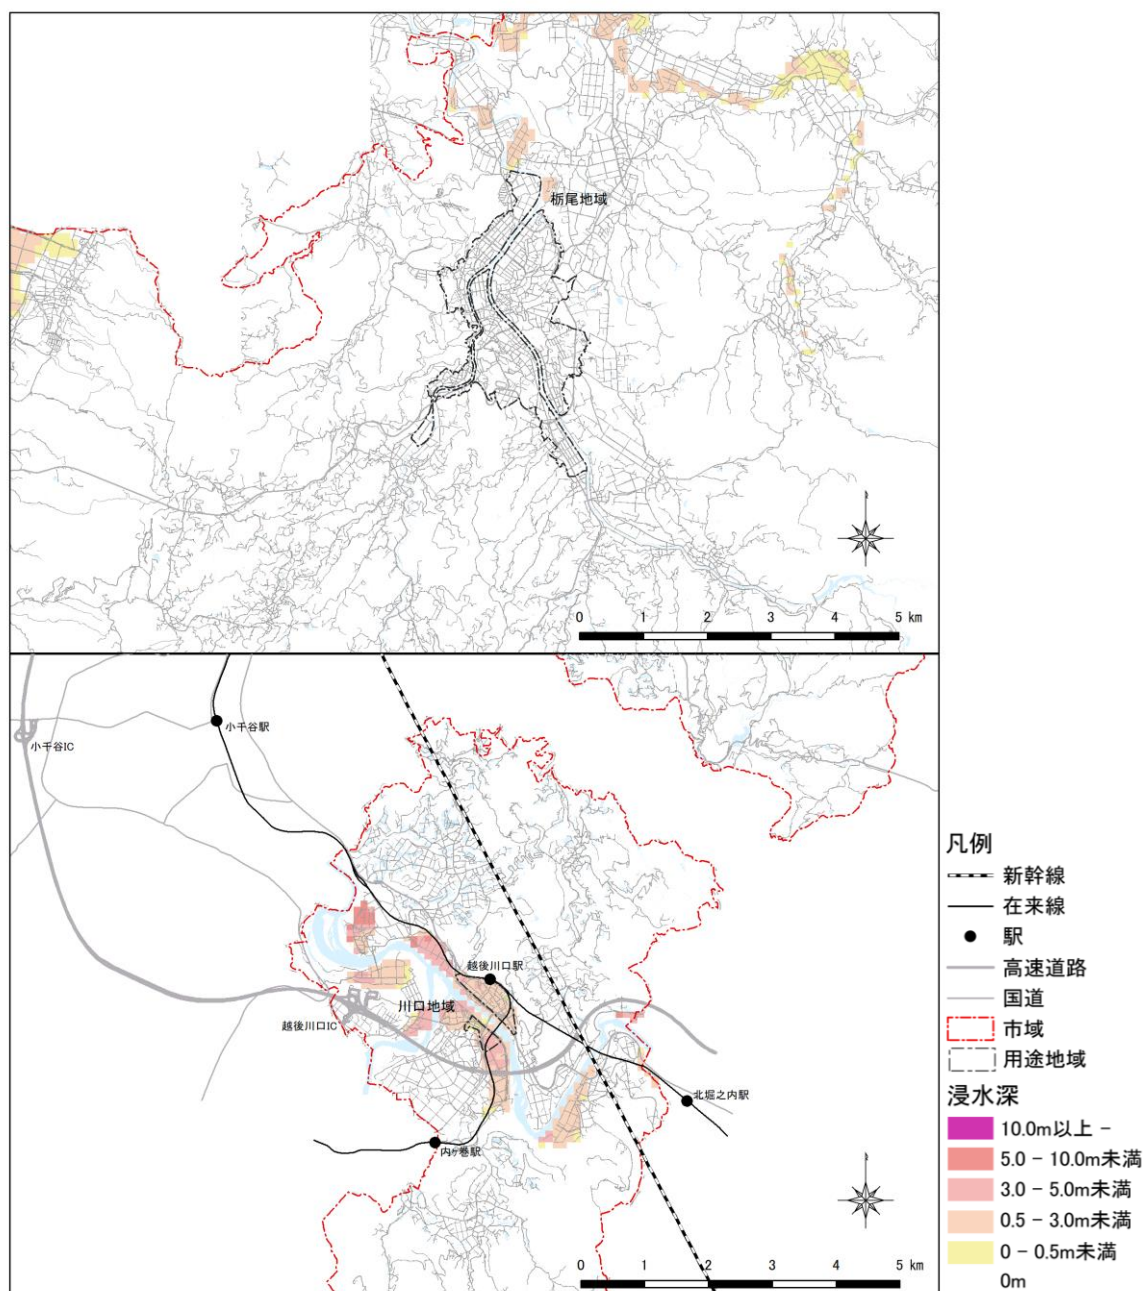 栃尾地域
0 1 2 3 4 5 km
小千谷駅
小千谷IC
越後川口駅
川口地域
越後川口IC
北堀之内駅
内ヶ巻駅
0 1 2 3 4 5 km
凡例
新幹線
在来線
駅
高速道路
国道
市域
用途地域
浸水深
10.0m以上 -
5.0 - 10.0m未満
3.0 - 5.0m未満
0.5 - 3.0m未満
0 - 0.5m未満
0m